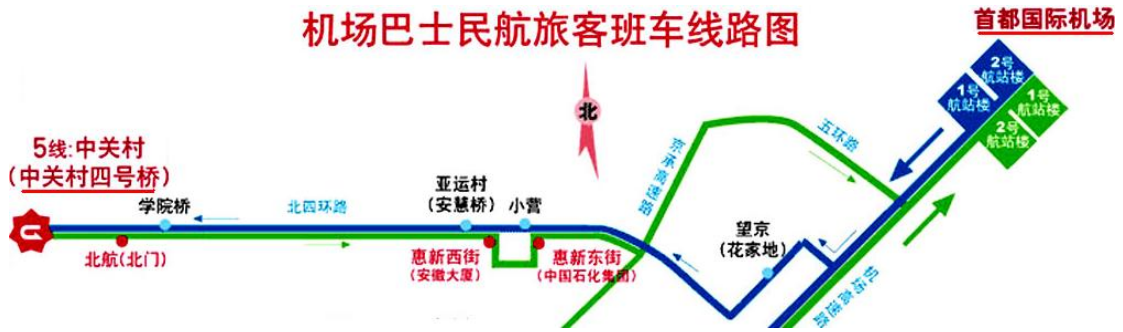 机场巴士民航旅客班车线路图
首都国际机场
2号
航站楼
1号
航站楼
1号
航站楼
2号
航站楼
北
5线:中关村
(中关村四号桥)
京承高速路
五环路
学院桥
北四环路
亚运村
(安慧桥)
小营
望京
(花家地)
北航(北门)
惠新西街
(安徽大厦)
惠新东街
(中国石化集团)
机场高速路